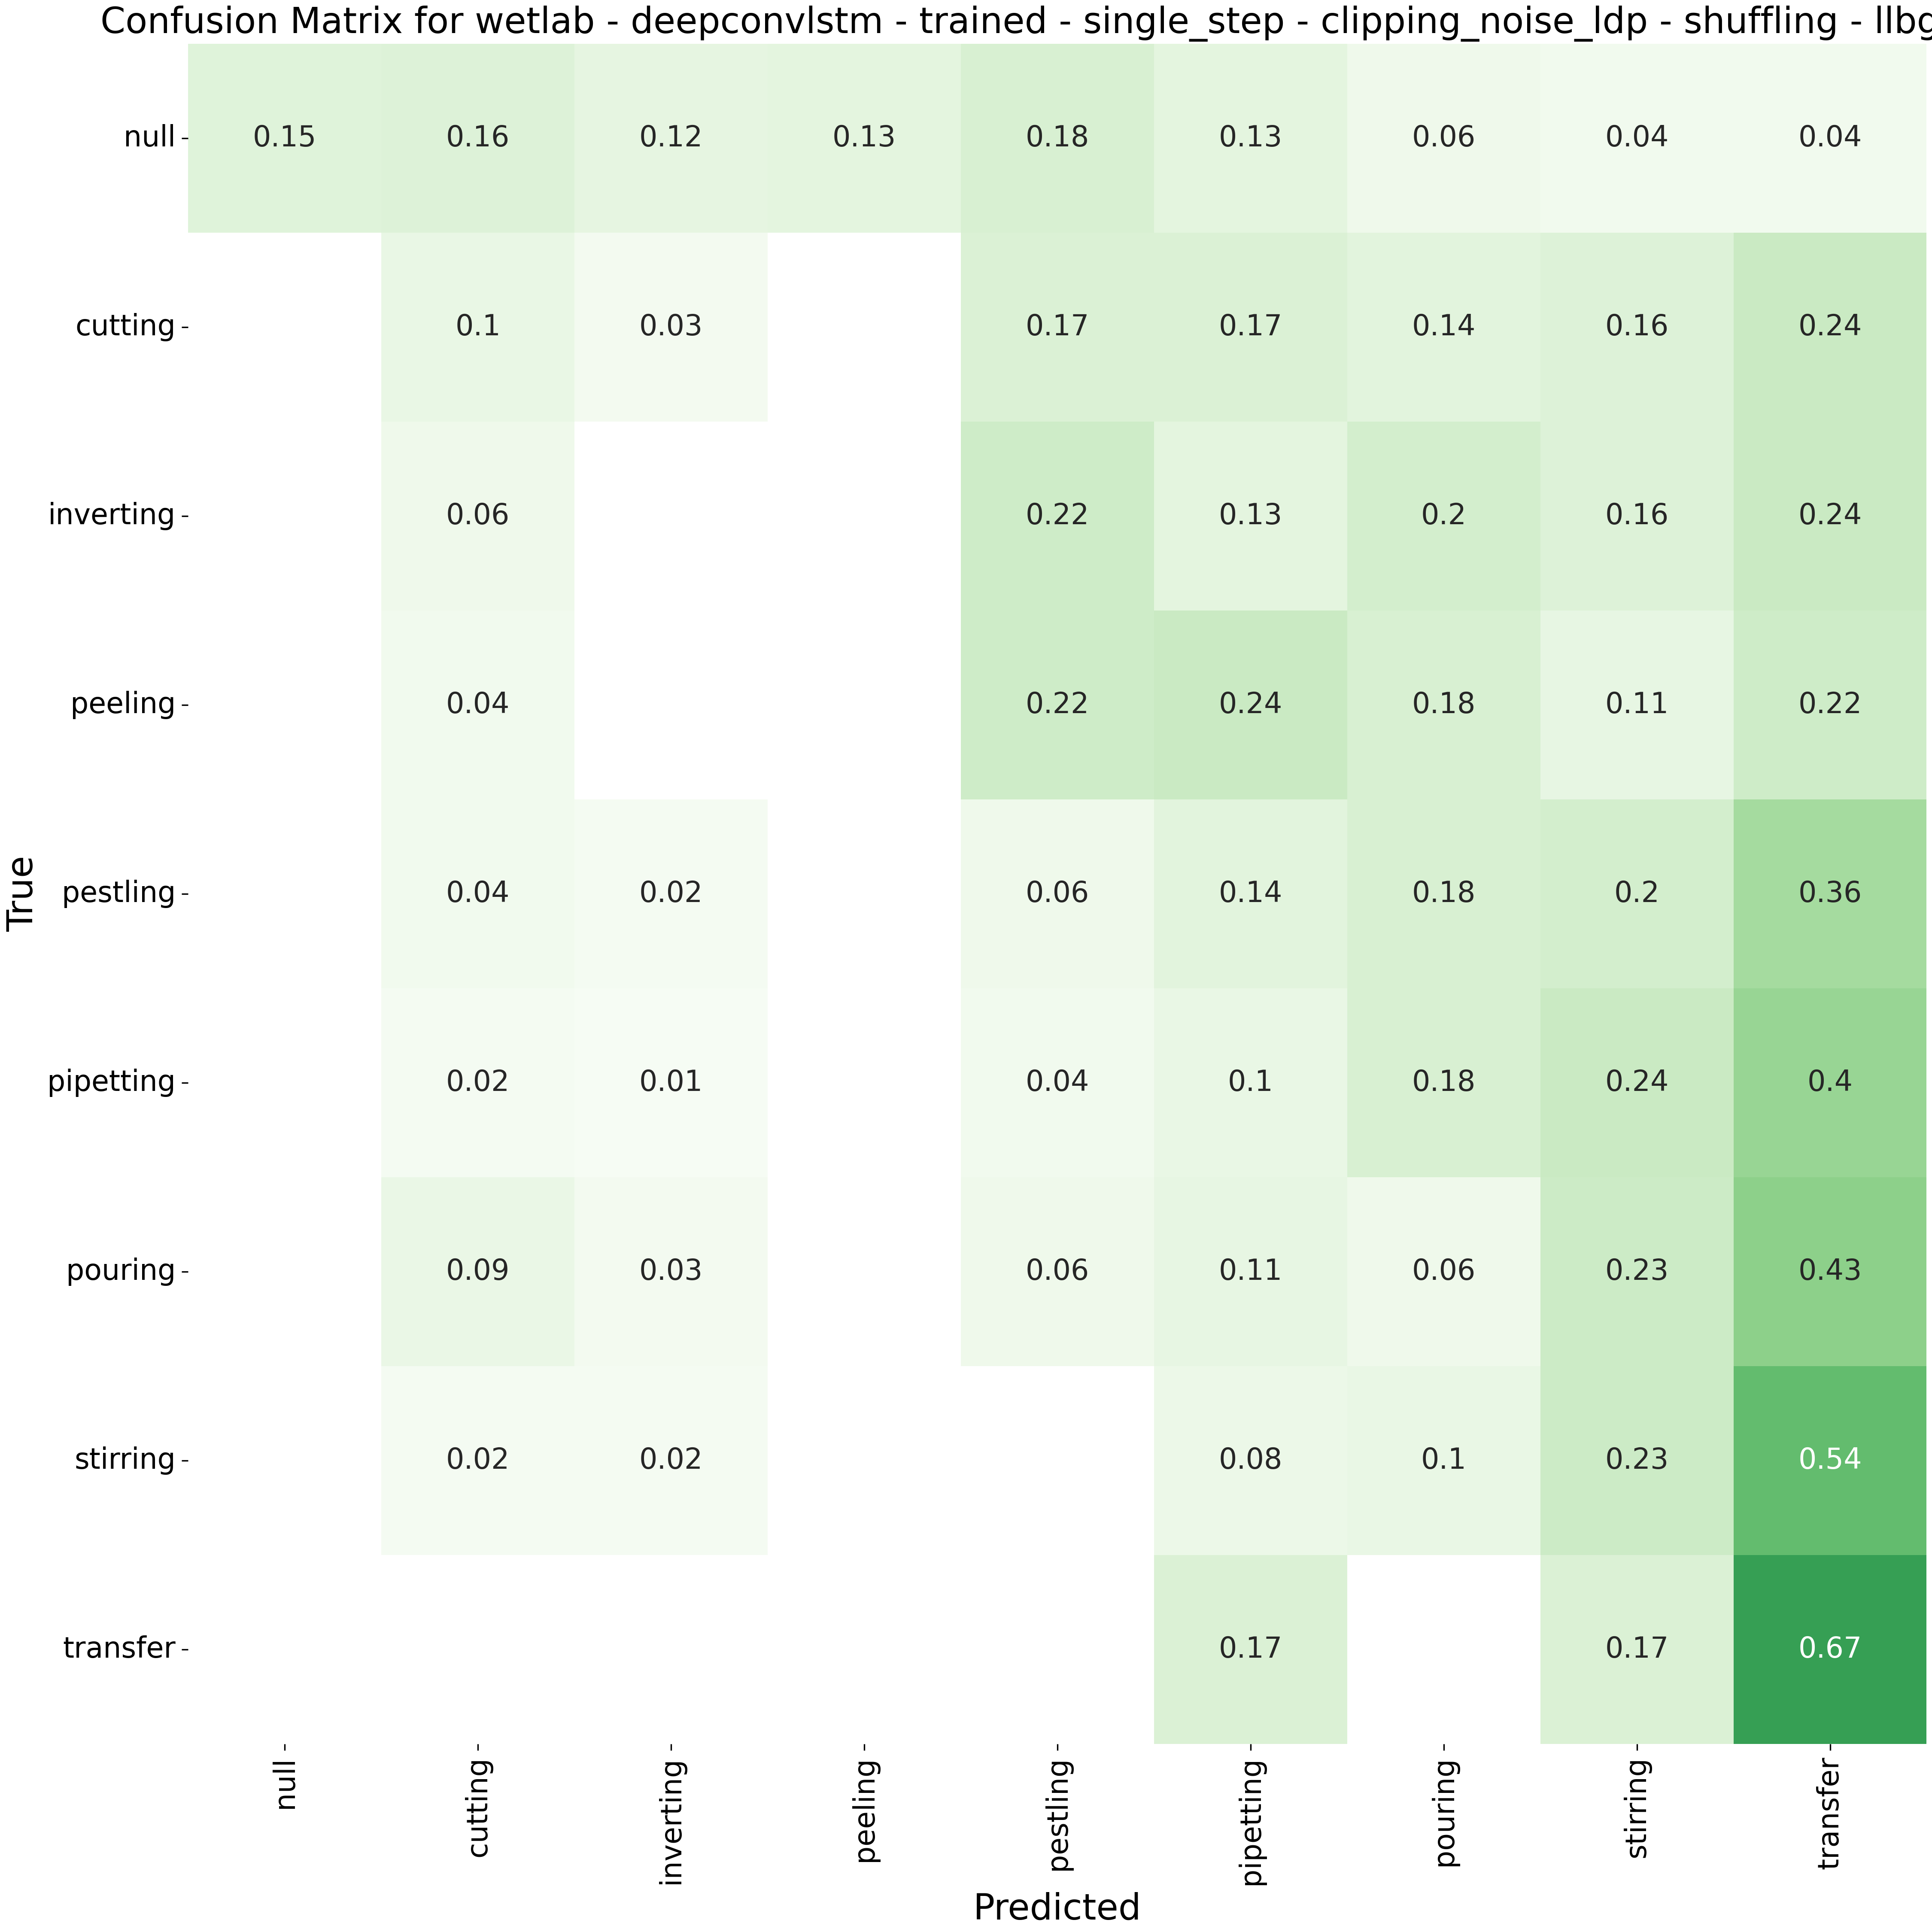 Confusion Matrix for wetlab - deepconvlstm - trained - single_step - clipping_noise_ldp - shuffling - llbg
null 0.15 0.16 0.12 0.13 0.18 0.13 0.06 0.04 0.04
cutting 0.1 0.03 0.17 0.17 0.14 0.16 0.24
inverting 0.06 0.22 0.13 0.2 0.16 0.24
peeling 0.04 0.22 0.24 0.18 0.11 0.22
pestling 0.04 0.02 0.06 0.14 0.18 0.2 0.36
pipetting 0.02 0.01 0.04 0.1 0.18 0.24 0.4
pouring 0.09 0.03 0.06 0.11 0.06 0.23 0.43
stirring 0.02 0.02 0.08 0.1 0.23 0.54
transfer 0.17 0.17 0.67
True
null cutting inverting peeling pestling pipetting pouring stirring transfer
Predicted